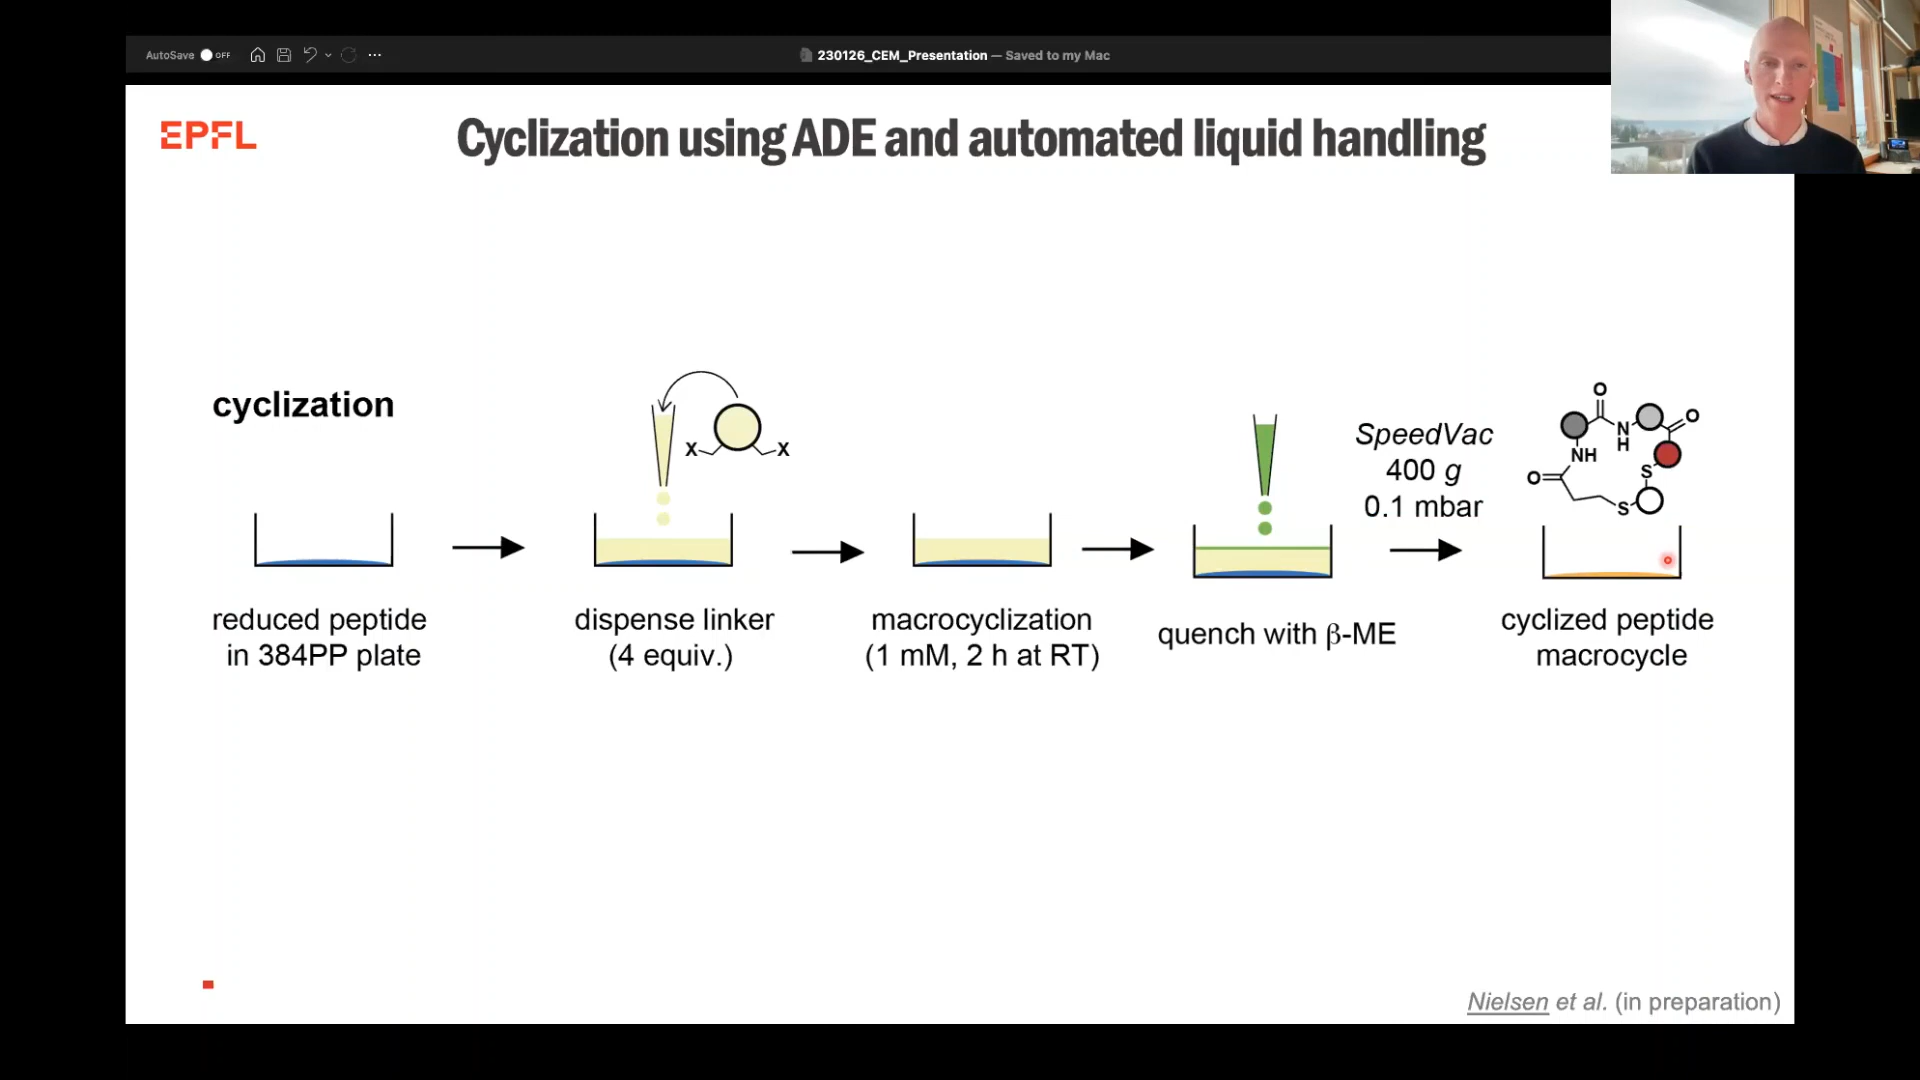 AutoSave OFF
230126_CEM_Presentation — Saved to my Mac
EPFL
Cyclization using ADE and automated liquid handling
cyclization
X X
SpeedVac
400 g
0.1 mbar
O
O
N
H
NH
S
O
S
reduced peptide
in 384PP plate
dispense linker
(4 equiv.)
macrocyclization
(1 mM, 2 h at RT)
quench with β-ME
cyclized peptide
macrocycle
Nielsen et al. (in preparation)